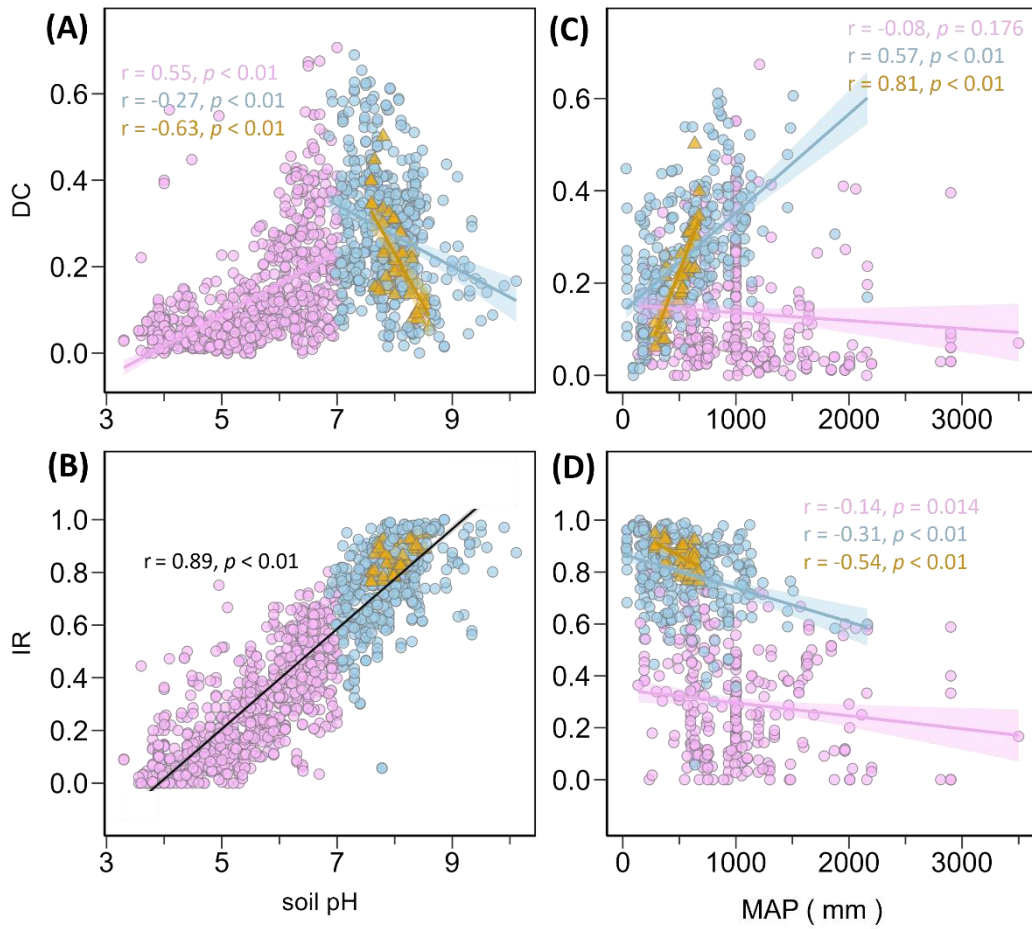 (A)
r = 0.55, p < 0.01
r = -0.27, p < 0.01
r = -0.63, p < 0.01
DC
0.6
0.4
0.2
0.0
3 5 7 9
(C)
r = -0.08, p = 0.176
r = 0.57, p < 0.01
r = 0.81, p < 0.01
0.6
0.4
0.2
0.0
0 1000 2000 3000
(B)
r = 0.89, p < 0.01
IR
1.0
0.8
0.6
0.4
0.2
0.0
3 5 7 9
soil pH
(D)
r = -0.14, p = 0.014
r = -0.31, p < 0.01
r = -0.54, p < 0.01
1.0
0.8
0.6
0.4
0.2
0.0
0 1000 2000 3000
MAP ( mm )